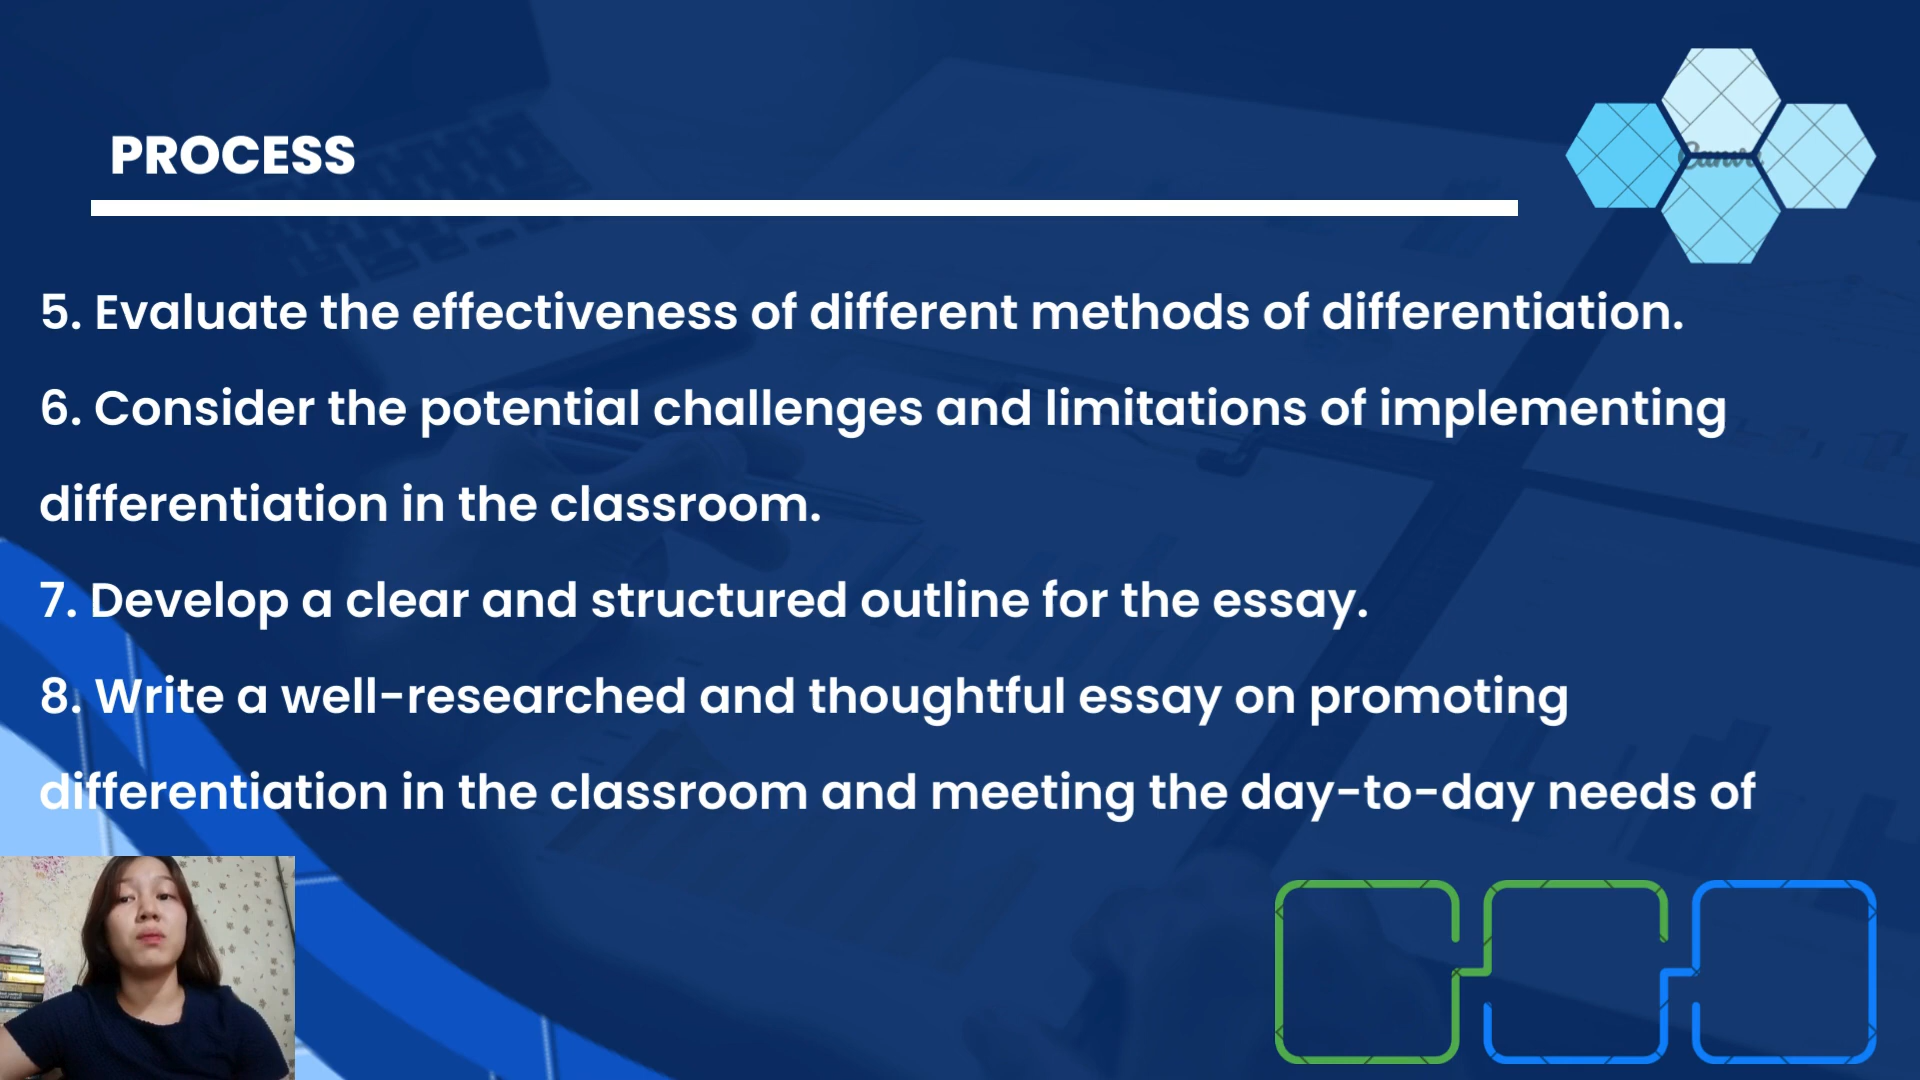 PROCESS
Canva
5. Evaluate the effectiveness of different methods of differentiation.
6. Consider the potential challenges and limitations of implementing
differentiation in the classroom.
7. Develop a clear and structured outline for the essay.
8. Write a well-researched and thoughtful essay on promoting
differentiation in the classroom and meeting the day-to-day needs of